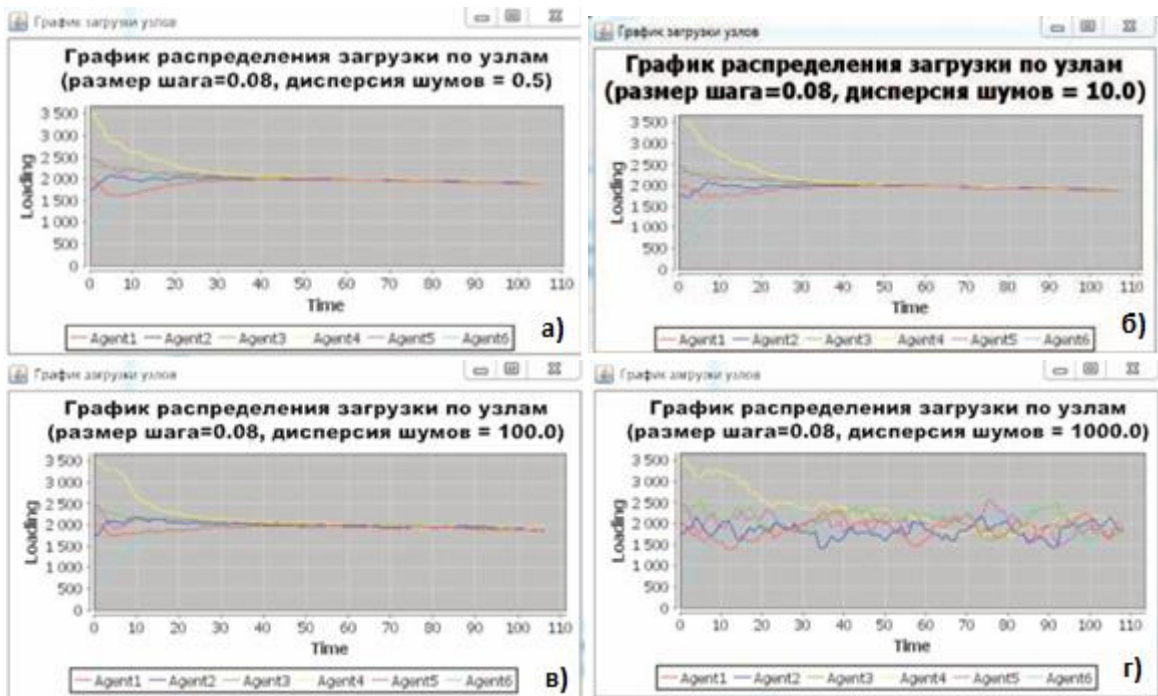 График загрузки узлов
График распределения загрузки по узлам
(размер шага=0.08, дисперсия шумов = 0.5)
3 500
3 000
2 500
2 000
1 500
1 000
500
0
Loading
0 10 20 30 40 50 60 70 80 90 100 110
Time
Agent1 Agent2 Agent3 Agent4 Agent5 Agent6
а)
График загрузки узлов
График распределения загрузки по узлам
(размер шага=0.08, дисперсия шумов = 10.0)
3 500
3 000
2 500
2 000
1 500
1 000
500
0
Loading
0 10 20 30 40 50 60 70 80 90 100 110
Time
Agent1 Agent2 Agent3 Agent4 Agent5 Agent6
б)
График загрузки узлов
График распределения загрузки по узлам
(размер шага=0.08, дисперсия шумов = 100.0)
3 500
3 000
2 500
2 000
1 500
1 000
500
0
Loading
0 10 20 30 40 50 60 70 80 90 100 110
Time
Agent1 Agent2 Agent3 Agent4 Agent5 Agent6
в)
График загрузки узлов
График распределения загрузки по узлам
(размер шага=0.08, дисперсия шумов = 1000.0)
3 500
3 000
2 500
2 000
1 500
1 000
500
0
Loading
0 10 20 30 40 50 60 70 80 90 100 110
Time
Agent1 Agent2 Agent3 Agent4 Agent5 Agent6
г)